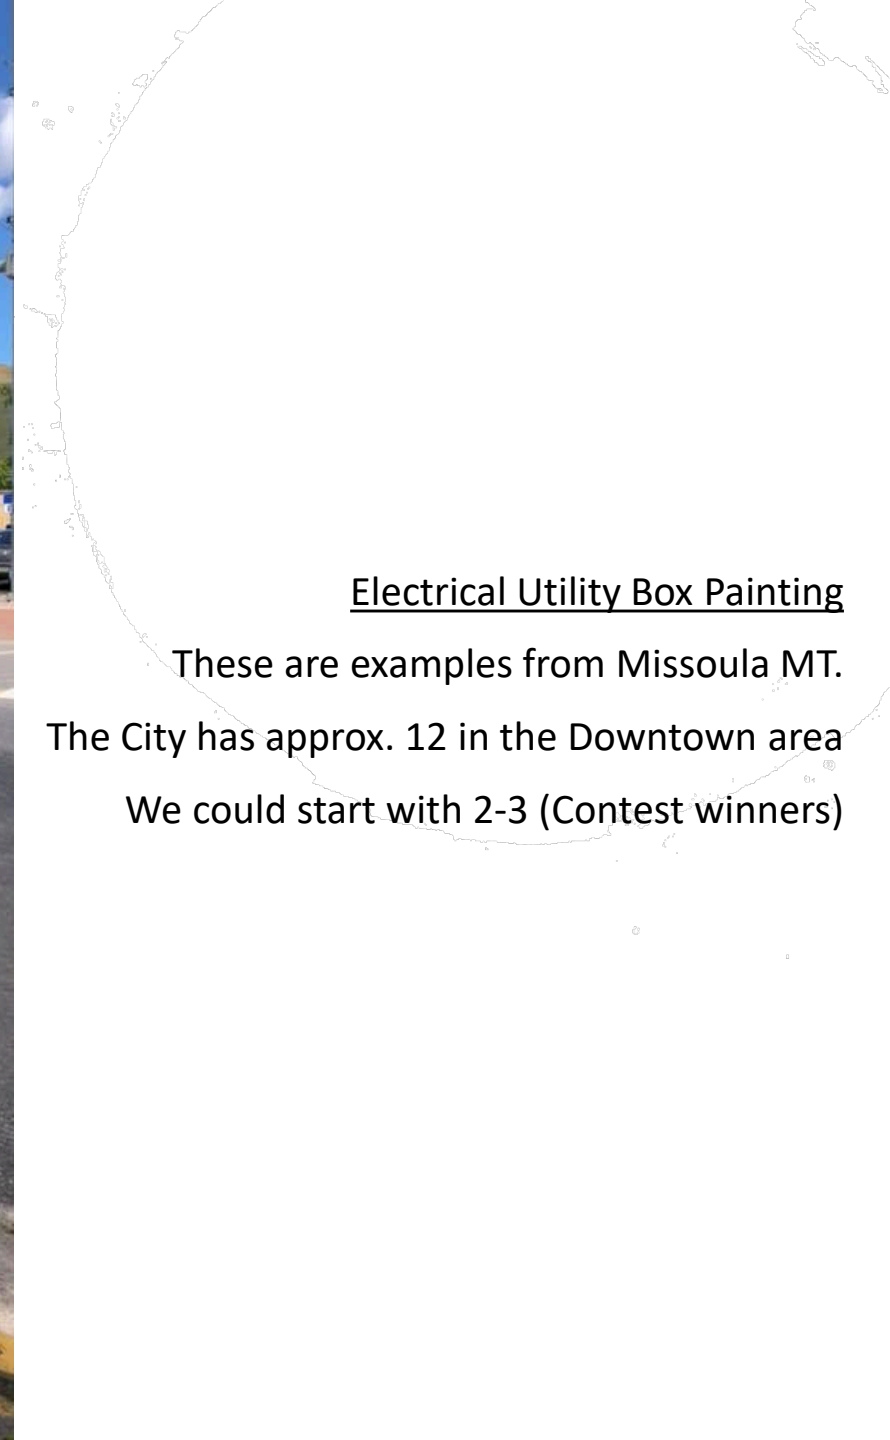 Electrical Utility Box Painting
These are examples from Missoula MT.
The City has approx. 12 in the Downtown area
We could start with 2-3 (Contest winners)